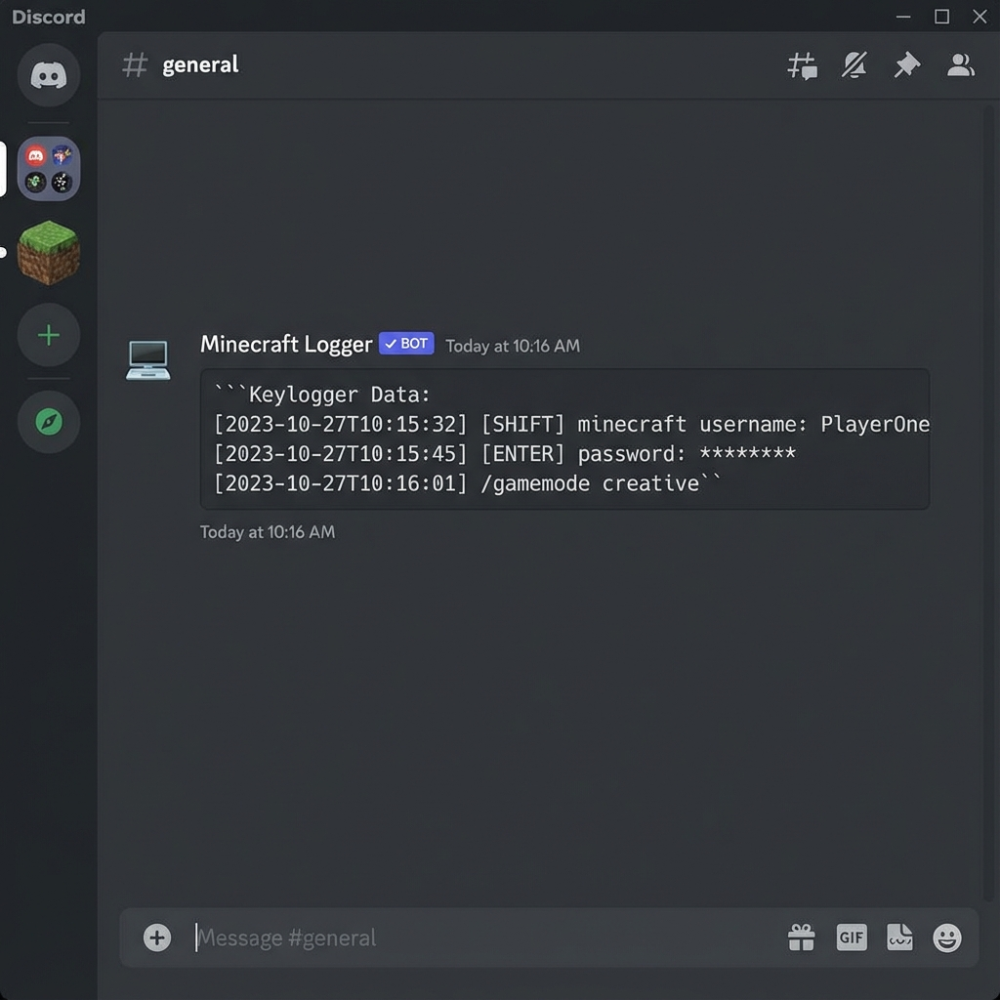 Discord
# general
Minecraft Logger ✓ BOT Today at 10:16 AM
```Keylogger Data:
[2023-10-27T10:15:32] [SHIFT] minecraft username: PlayerOne
[2023-10-27T10:15:45] [ENTER] password: ********
[2023-10-27T10:16:01] /gamemode creative``
Today at 10:16 AM
Message #general
GIF